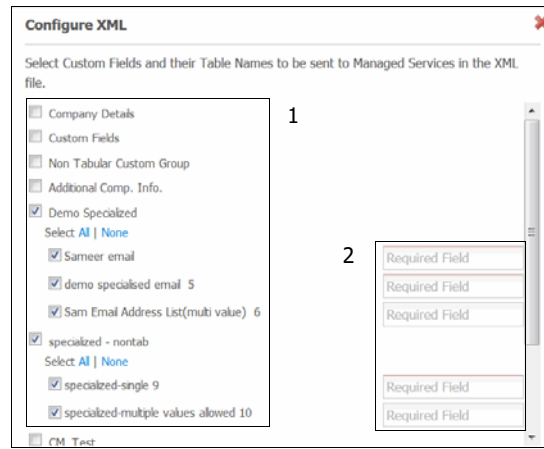 Configure XML
Select Custom Fields and their Table Names to be sent to Managed Services in the XML
file.
Company Details
1
Custom Fields
Non Tabular Custom Group
Additional Comp. Info.
Demo Specialized
Select All | None
2
Sameer email Required Field
demo specialised email 5 Required Field
Sam Email Address List(multi value) 6 Required Field
specialized - nontab
Select All | None
specialized-single 9 Required Field
specialized-multiple values allowed 10 Required Field
CM_Test